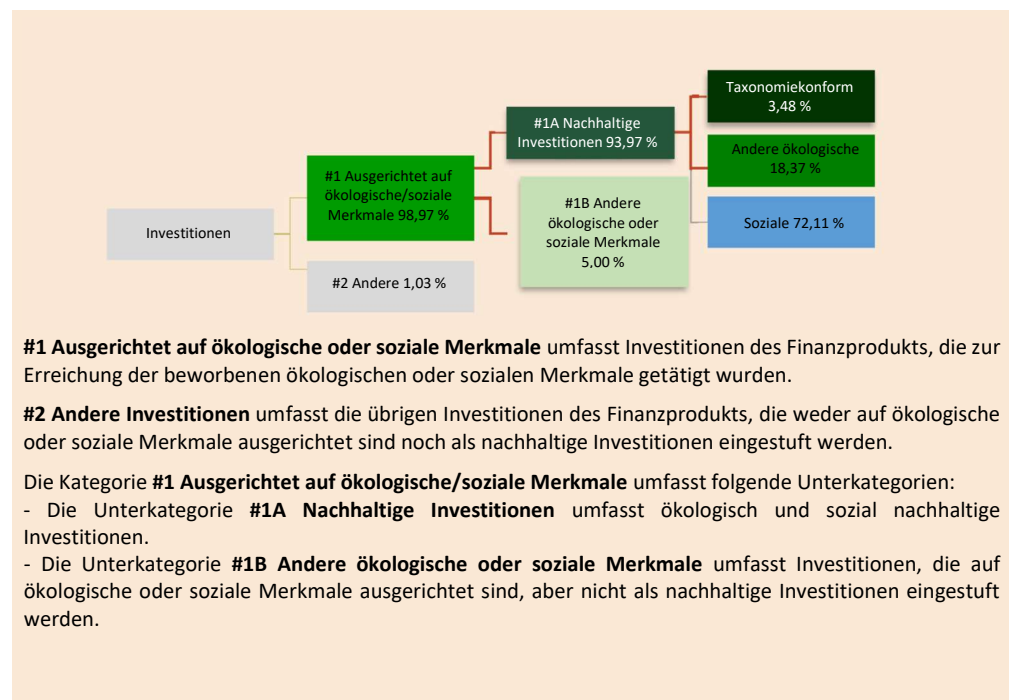 Investitionen
#1 Ausgerichtet auf
ökologische/soziale
Merkmale 98,97 %
#2 Andere 1,03 %
#1A Nachhaltige
Investitionen 93,97 %
#1B Andere
ökologische oder
soziale Merkmale
5,00 %
Taxonomiekonform
3,48 %
Andere ökologische
18,37 %
Soziale 72,11 %
#1 Ausgerichtet auf ökologische oder soziale Merkmale umfasst Investitionen des Finanzprodukts, die zur
Erreichung der beworbenen ökologischen oder sozialen Merkmale getätigt wurden.
#2 Andere Investitionen umfasst die übrigen Investitionen des Finanzprodukts, die weder auf ökologische
oder soziale Merkmale ausgerichtet sind noch als nachhaltige Investitionen eingestuft werden.
Die Kategorie #1 Ausgerichtet auf ökologische/soziale Merkmale umfasst folgende Unterkategorien:
- Die Unterkategorie #1A Nachhaltige Investitionen umfasst ökologisch und sozial nachhaltige
Investitionen.
- Die Unterkategorie #1B Andere ökologische oder soziale Merkmale umfasst Investitionen, die auf
ökologische oder soziale Merkmale ausgerichtet sind, aber nicht als nachhaltige Investitionen eingestuft
werden.